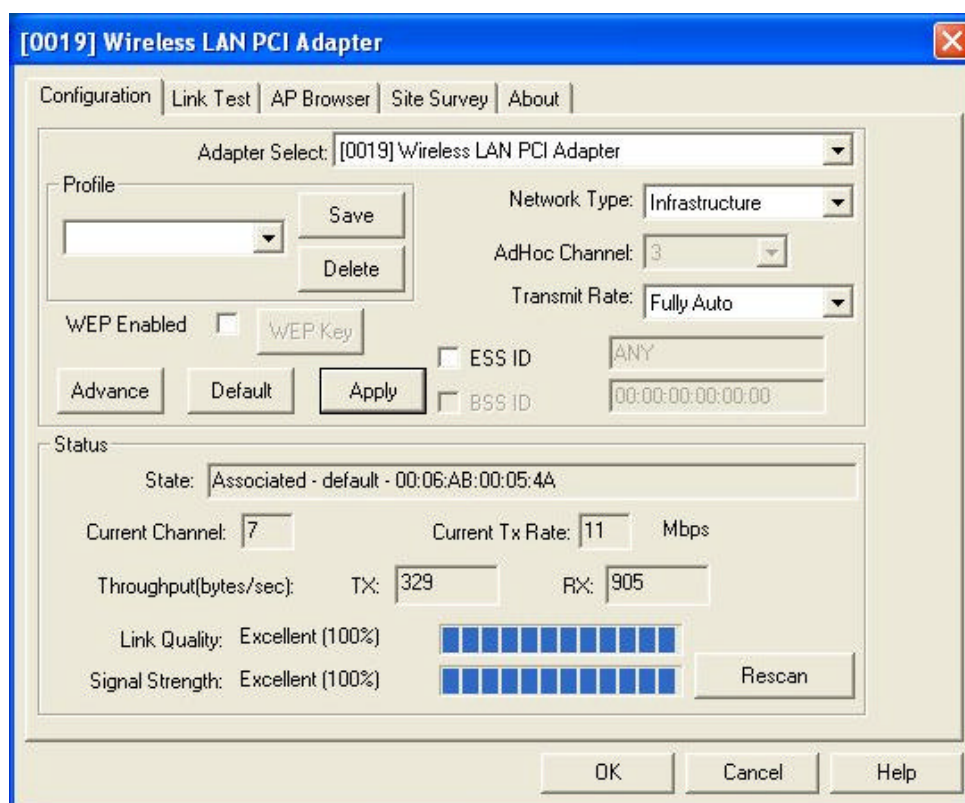 [0019] Wireless LAN PCI Adapter
Configuration Link Test AP Browser Site Survey About
Adapter Select: [0019] Wireless LAN PCI Adapter
Profile
Save
Delete
Network Type: Infrastructure
AdHoc Channel: 3
Transmit Rate: Fully Auto
WEP Enabled WEP Key
Advance Default Apply
ESS ID ANY
BSS ID 00:00:00:00:00:00
Status
State: Associated - default - 00:06:AB:00:05:4A
Current Channel: 7 Current Tx Rate: 11 Mbps
Throughput(bytes/sec): TX: 329 RX: 905
Link Quality: Excellent (100%)
Signal Strength: Excellent (100%)
Rescan
OK Cancel Help